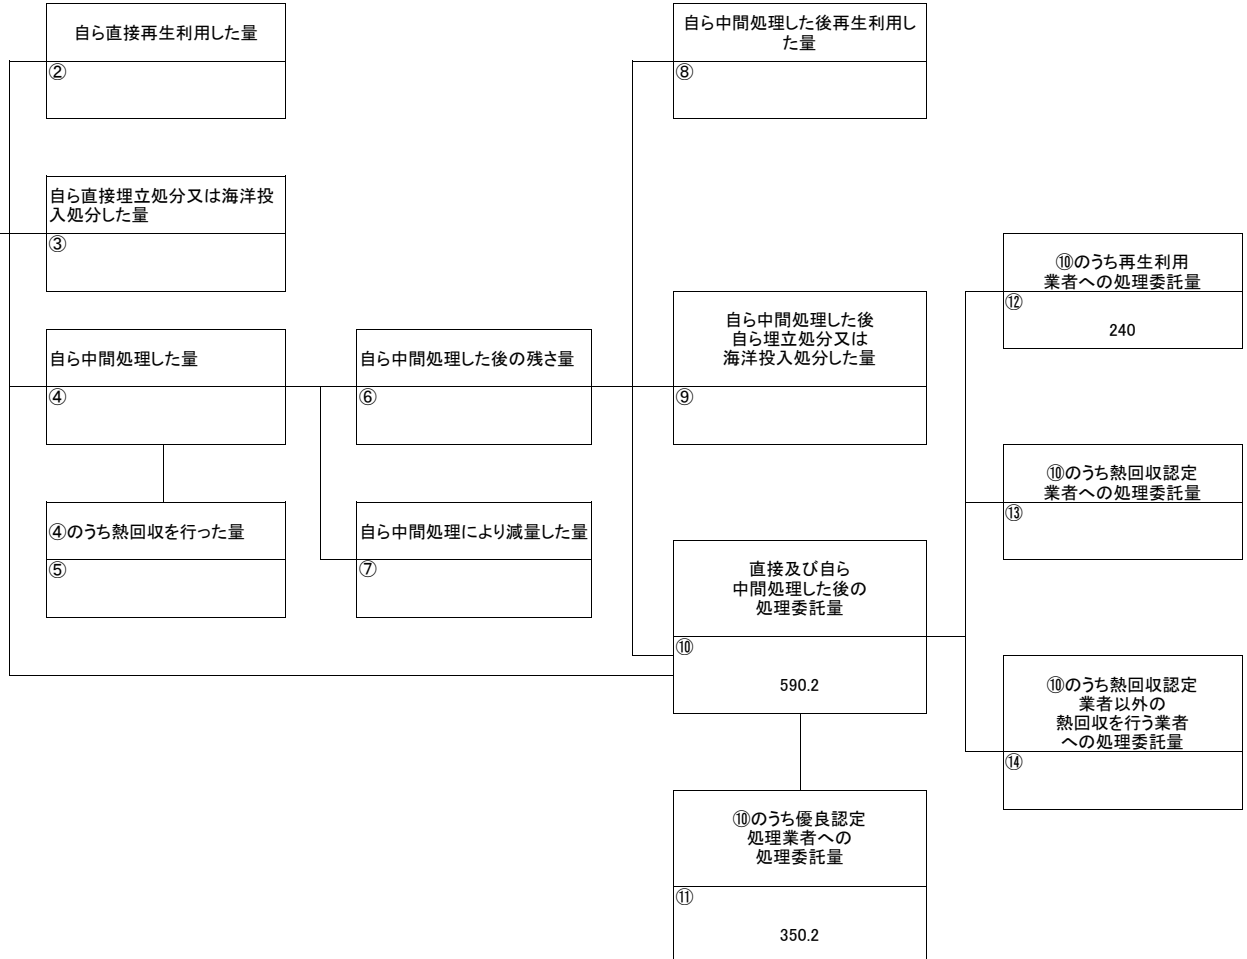 自ら直接再生利用した量
②
自ら中間処理した後再生利用し
た量
⑧
自ら直接埋立処分又は海洋投
入処分した量
③
⑩のうち再生利用
業者への処理委託量
⑫
240
自ら中間処理した量
④
自ら中間処理した後の残さ量
⑥
自ら中間処理した後
自ら埋立処分又は
海洋投入処分した量
⑨
⑩のうち熱回収認定
業者への処理委託量
⑬
④のうち熱回収を行った量
⑤
自ら中間処理により減量した量
⑦
直接及び自ら
中間処理した後の
処理委託量
⑩
590.2
⑩のうち熱回収認定
業者以外の
熱回収を行う業者
への処理委託量
⑭
⑩のうち優良認定
処理業者への
処理委託量
⑪
350.2